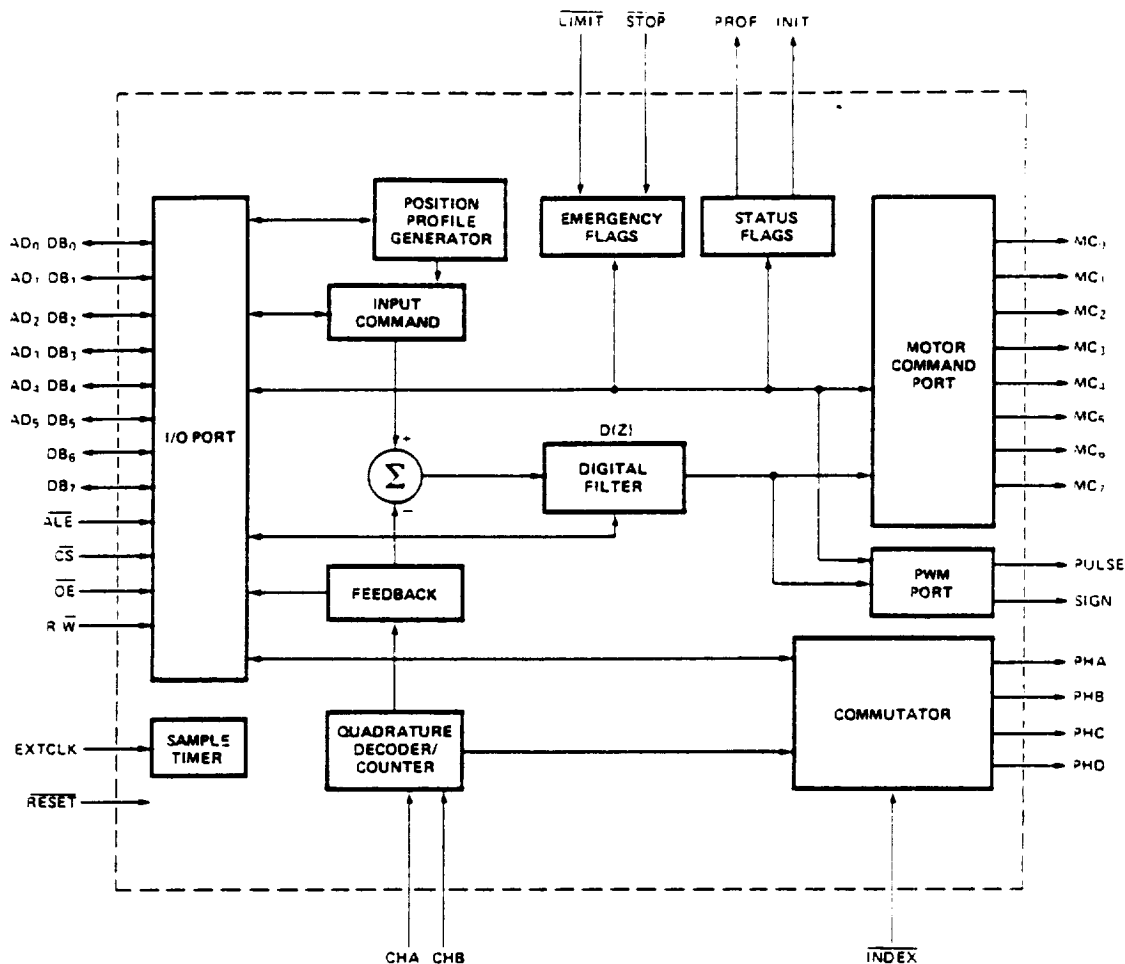 LIMIT STOP PROF INIT
POSITION
PROFILE
GENERATOR
EMERGENCY
FLAGS
STATUS
FLAGS
INPUT
COMMAND
AD0 DB0
AD1 DB1
AD2 DB2
AD3 DB3
AD4 DB4
AD5 DB5
DB6
DB7
ALE
CS
OE
R W
I/O PORT
MOTOR
COMMAND
PORT
MC0
MC1
MC2
MC3
MC4
MC5
MC6
MC7
+
Σ
−
D(Z)
DIGITAL
FILTER
FEEDBACK
PWM
PORT
PULSE
SIGN
COMMUTATOR
PHA
PHB
PHC
PHD
QUADRATURE
DECODER/
COUNTER
SAMPLE
TIMER
EXTCLK
RESET
CHA CHB
INDEX